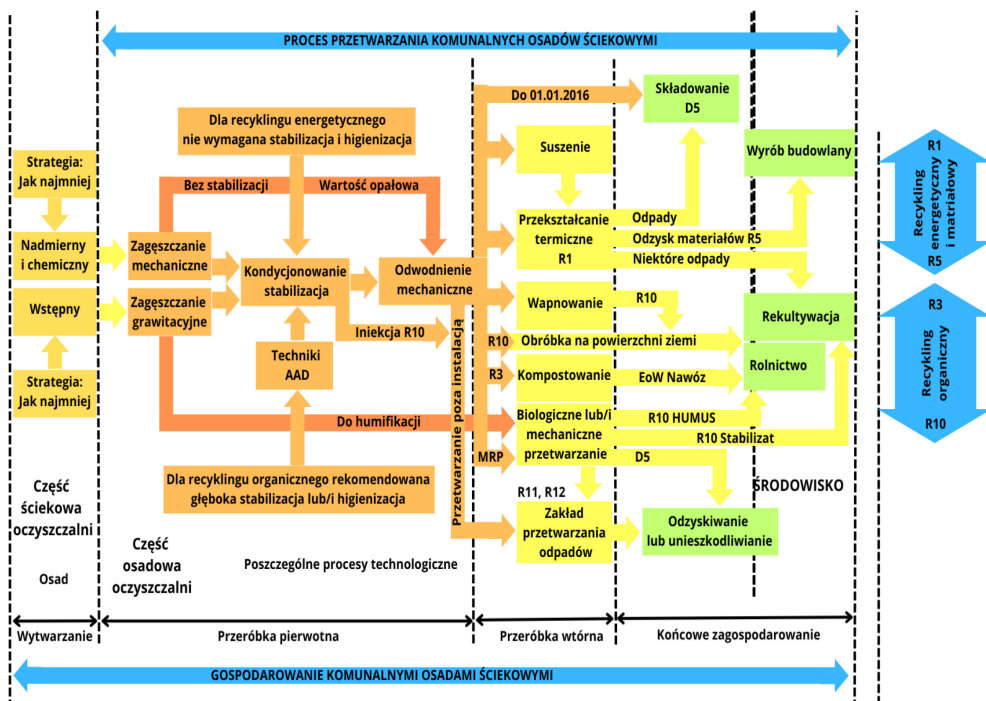 PROCES PRZETWARZANIA KOMUNALNYCH OSADÓW ŚCIEKOWYMI
Strategia:
Jak najmniej
Nadmierny
i chemiczny
Wstępny
Strategia:
Jak najmniej
Część
ściekowa
oczyszczalni
Osad
Dla recyklingu energetycznego
nie wymagana stabilizacja i higienizacja
Bez stabilizacji
Wartość opałowa
Zagęszczanie
mechaniczne
Zagęszczanie
grawitacyjne
Kondycjonowanie
stabilizacja
Odwodnienie
mechaniczne
Iniekcja R10
Techniki
AAD
Do humifikacji
Dla recyklingu organicznego rekomendowana
głęboka stabilizacja lub/i higienizacja
Część
osadowa
oczyszczalni
Poszczególne procesy technologiczne
Przetwarzanie poza instalacją
Do 01.01.2016
Składowanie
D5
Suszenie
Przekształcanie
termiczne
R1
Odpady
Odzysk materiałów R5
Niektóre odpady
Wyrób budowlany
Wapnowanie
R10
R10
Obróbka na powierzchni ziemi
Rekultywacja
R3
Kompostowanie
EoW Nawóz
Rolnictwo
Biologiczne lub/i
mechaniczne
przetwarzanie
R10 HUMUS
R10 Stabilizat
MRP
D5
R11, R12
Zakład
przetwarzania
odpadów
Odzyskiwanie
lub unieszkodliwianie
ŚRODOWISKO
R1
Recykling
energetyczny
i matriałowy
R5
R3
Recykling
organiczny
R10
Wytwarzanie
Przeróbka pierwotna
Przeróbka wtórna
Końcowe zagospodarowanie
GOSPODAROWANIE KOMUNALNYMI OSADAMI ŚCIEKOWYMI